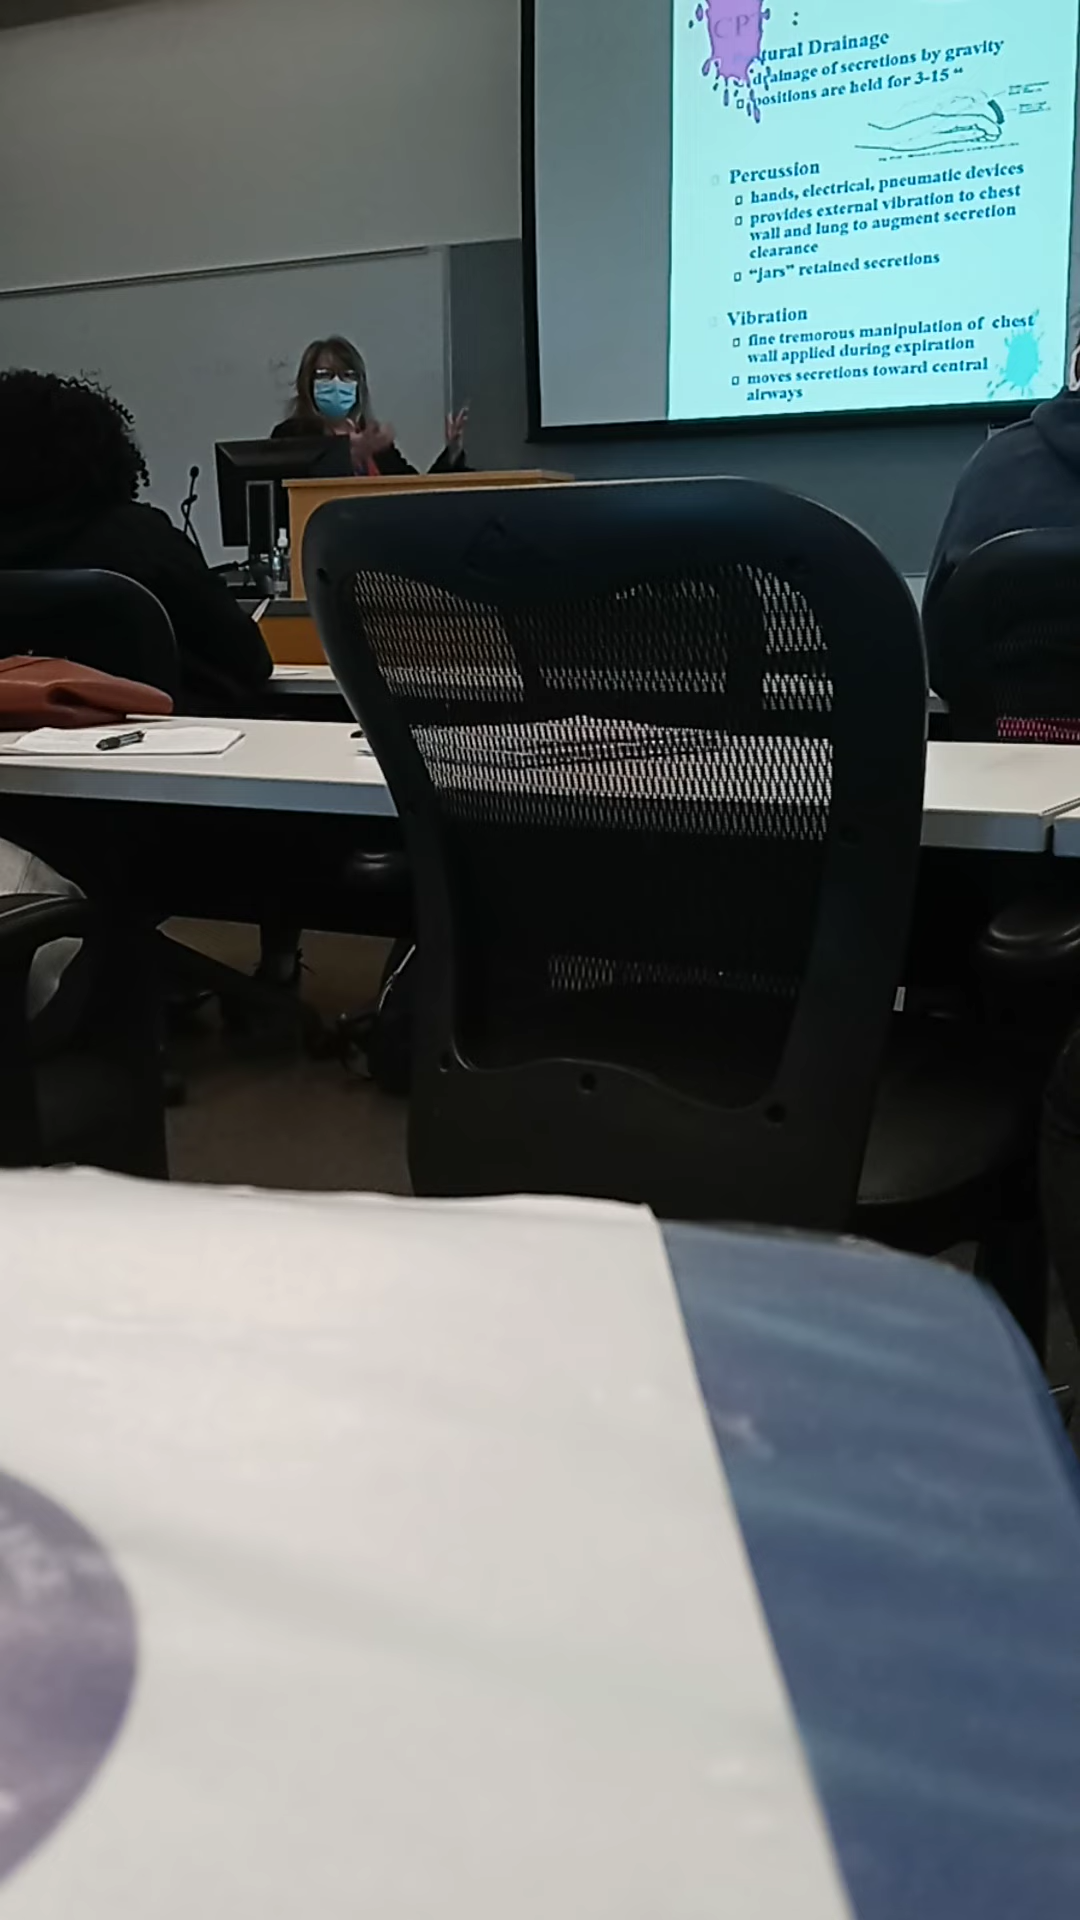 CPT :
tural Drainage
drainage of secretions by gravity
positions are held for 3-15 “
Percussion
hands, electrical, pneumatic devices
provides external vibration to chest
wall and lung to augment secretion
clearance
“jars” retained secretions
Vibration
fine tremorous manipulation of chest
wall applied during expiration
moves secretions toward central
airways